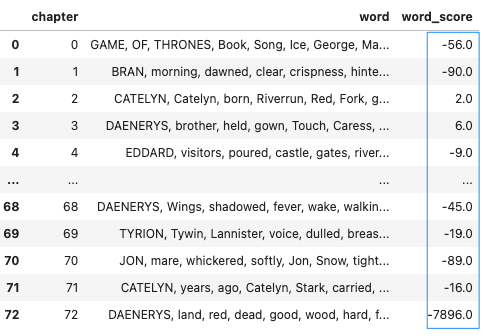 chapter word word_score
0 0 GAME, OF, THRONES, Book, Song, Ice, George, Ma... -56.0
1 1 BRAN, morning, dawned, clear, crispness, hinte... -90.0
2 2 CATELYN, Catelyn, born, Riverrun, Red, Fork, g... 2.0
3 3 DAENERYS, brother, held, gown, Touch, Caress, ... 6.0
4 4 EDDARD, visitors, poured, castle, gates, river... -9.0
... ... ... ...
68 68 DAENERYS, Wings, shadowed, fever, wake, walkin... -45.0
69 69 TYRION, Tywin, Lannister, voice, dulled, breas... -19.0
70 70 JON, mare, whickered, softly, Jon, Snow, tight... -89.0
71 71 CATELYN, years, ago, Catelyn, Stark, carried, ... -16.0
72 72 DAENERYS, land, red, dead, good, wood, hard, f... -7896.0